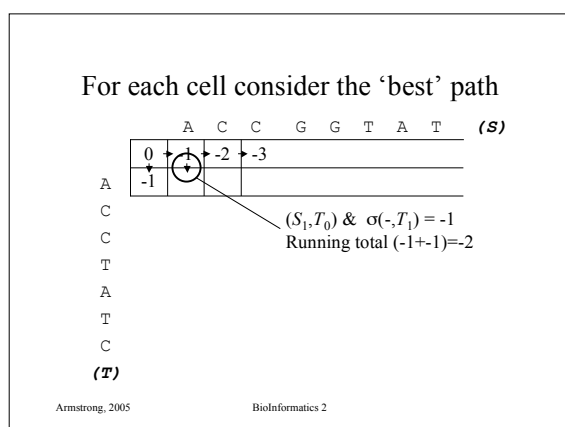 For each cell consider the ‘best’ path
A C C G G T A T (S)
0 -1 -2 -3
-1
A
C
C
T
A
T
C
(T)
(S1,T0) & σ(-,T1) = -1
Running total (-1+-1)=-2
Armstrong, 2005 BioInformatics 2